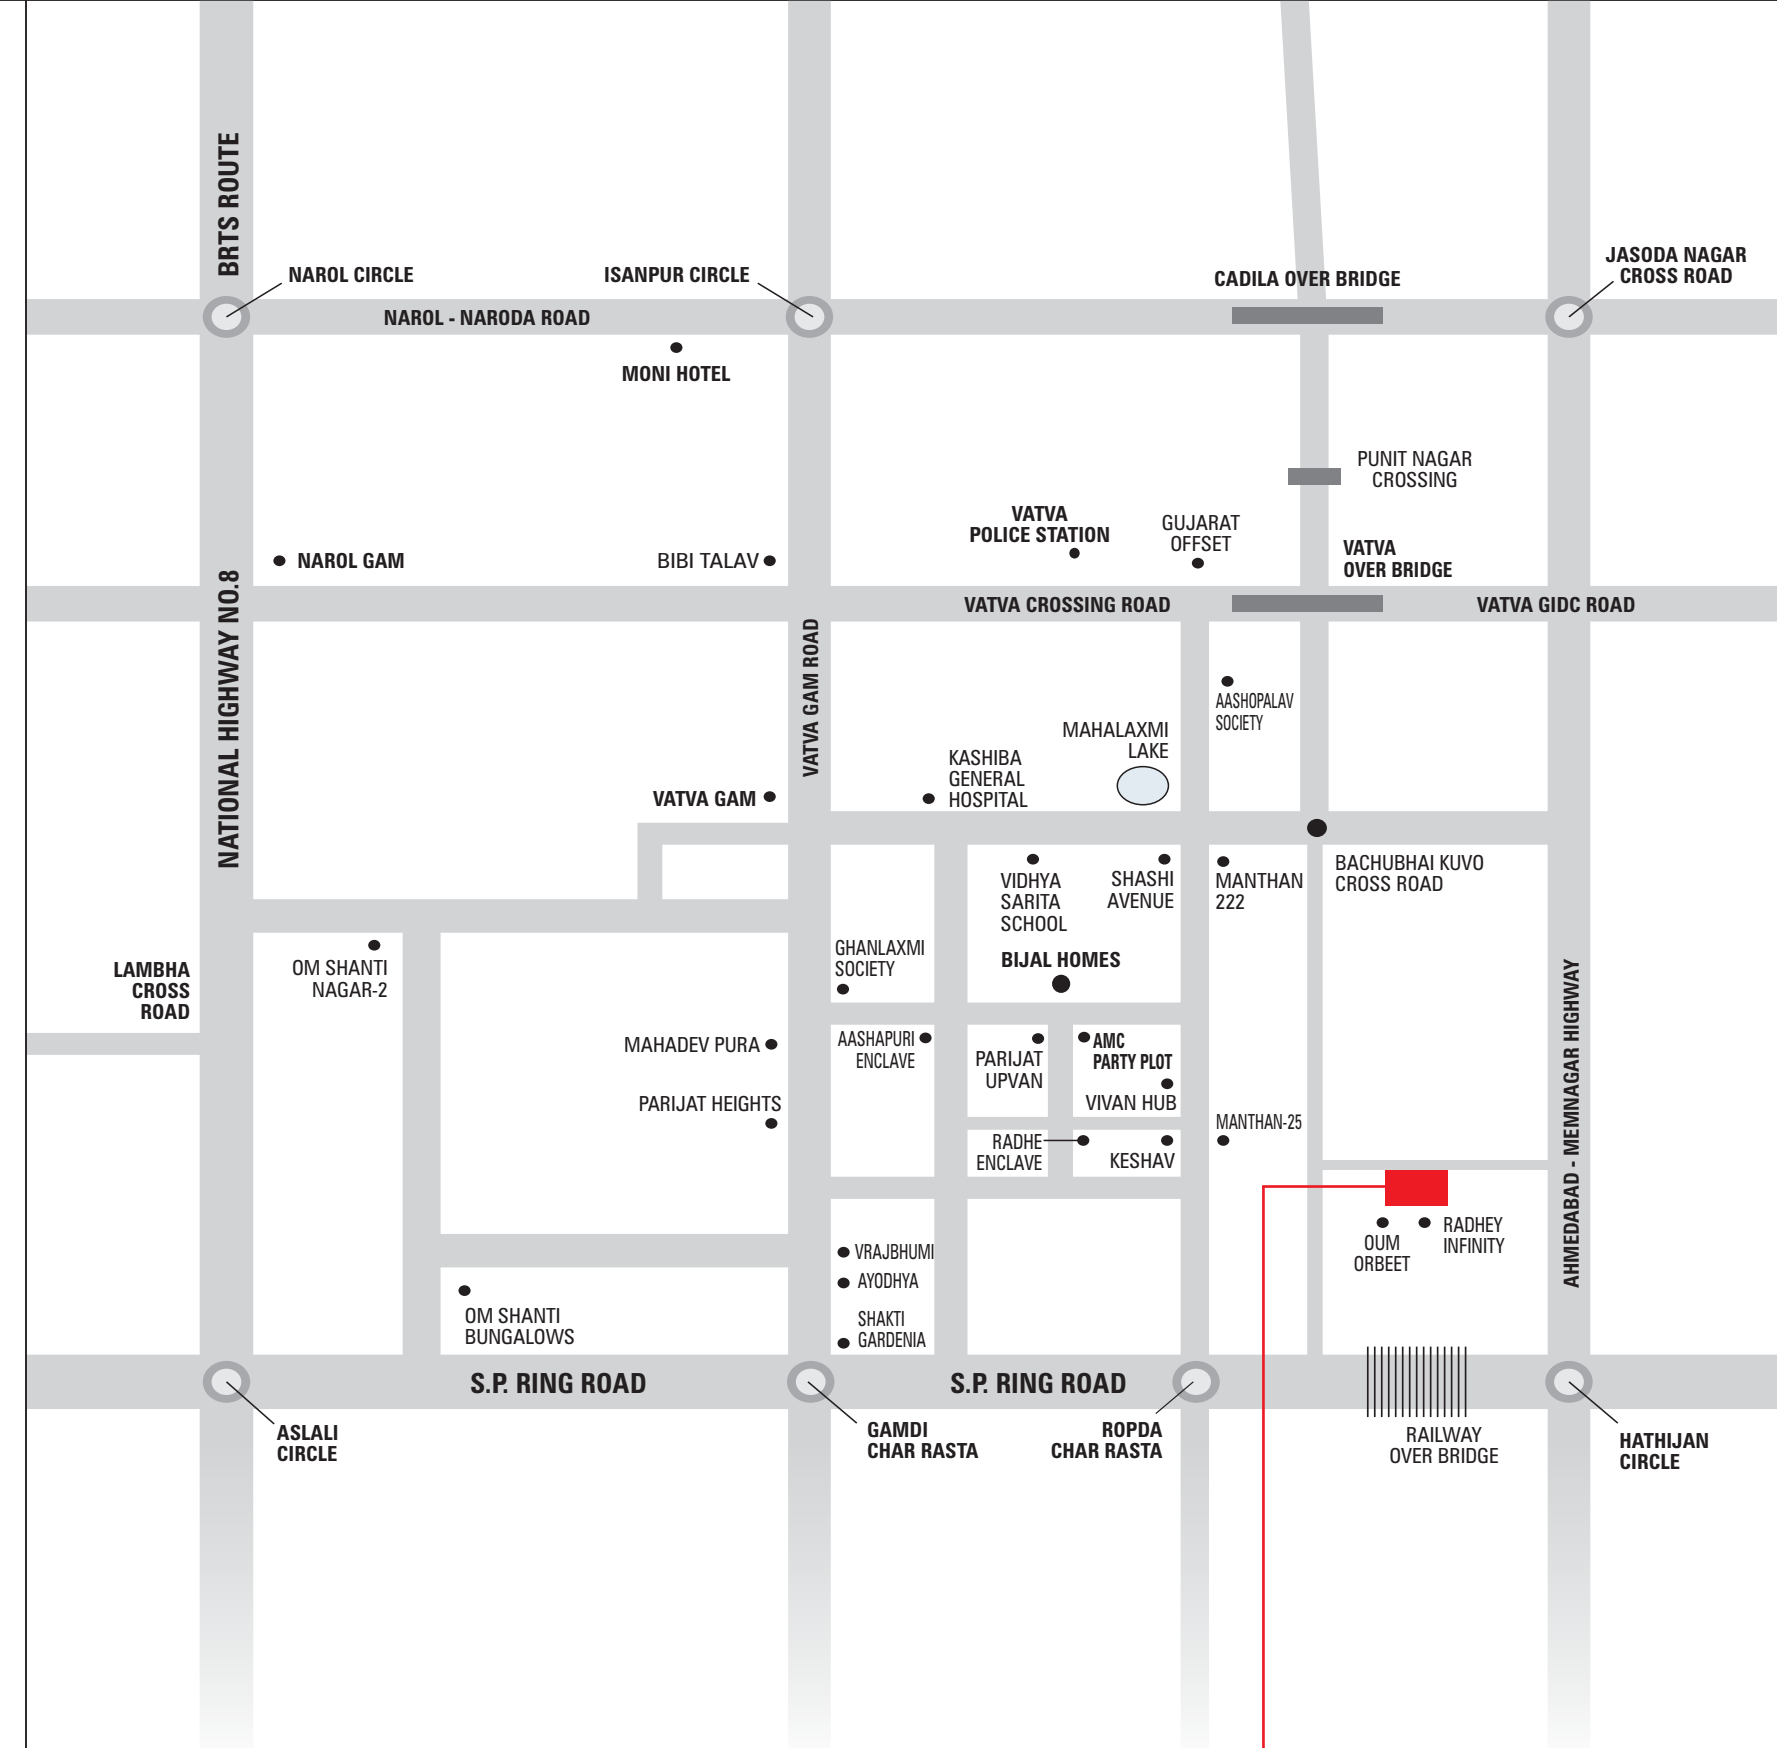 BRTS ROUTE
NAROL CIRCLE
ISANPUR CIRCLE
CADILA OVER BRIDGE
JASODA NAGAR
CROSS ROAD
NAROL - NARODA ROAD
MONI HOTEL
PUNIT NAGAR
CROSSING
VATVA
POLICE STATION
GUJARAT
OFFSET
VATVA
OVER BRIDGE
NAROL GAM
BIBI TALAV
VATVA CROSSING ROAD
VATVA GIDC ROAD
NATIONAL HIGHWAY NO.8
VATVA GAM ROAD
AASHOPALAV
SOCIETY
MAHALAXMI
LAKE
KASHIBA
GENERAL
HOSPITAL
VATVA GAM
BACHUBHAI KUVO
CROSS ROAD
VIDHYA
SARITA
SCHOOL
SHASHI
AVENUE
MANTHAN
222
GHANLAXMI
SOCIETY
BIJAL HOMES
OM SHANTI
NAGAR-2
LAMBHA
CROSS
ROAD
AHMEDABAD - MEMNAGAR HIGHWAY
MAHADEV PURA
AASHAPURI
ENCLAVE
PARIJAT
UPVAN
AMC
PARTY PLOT
VIVAN HUB
PARIJAT HEIGHTS
MANTHAN-25
RADHE
ENCLAVE
KESHAV
OUM
ORBEET
RADHEY
INFINITY
VRAJBHUMI
AYODHYA
SHAKTI
GARDENIA
OM SHANTI
BUNGALOWS
S.P. RING ROAD
S.P. RING ROAD
ASLALI
CIRCLE
GAMDI
CHAR RASTA
ROPDA
CHAR RASTA
RAILWAY
OVER BRIDGE
HATHIJAN
CIRCLE